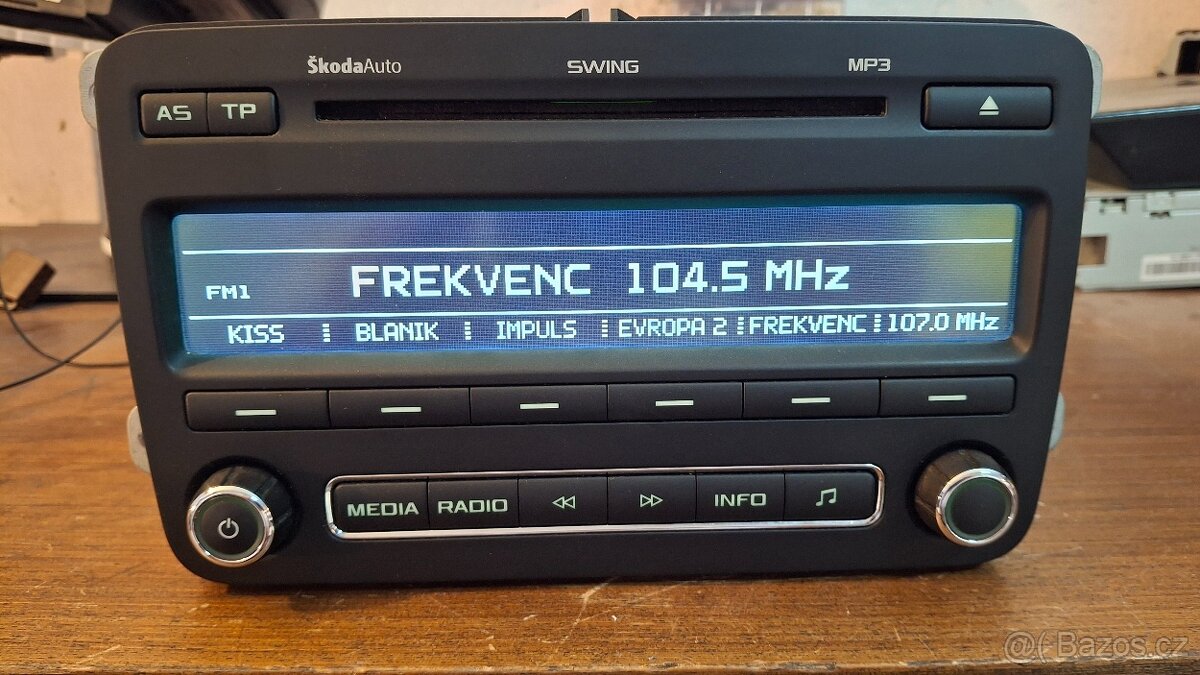 ŠkodaAuto SWING MP3
AS TP
FM1 FREKVENC 104.5 MHz
KISS BLANIK IMPULS EVROPA 2 FREKVENC 107.0 MHz
MEDIA RADIO INFO
@( Bazos.cz